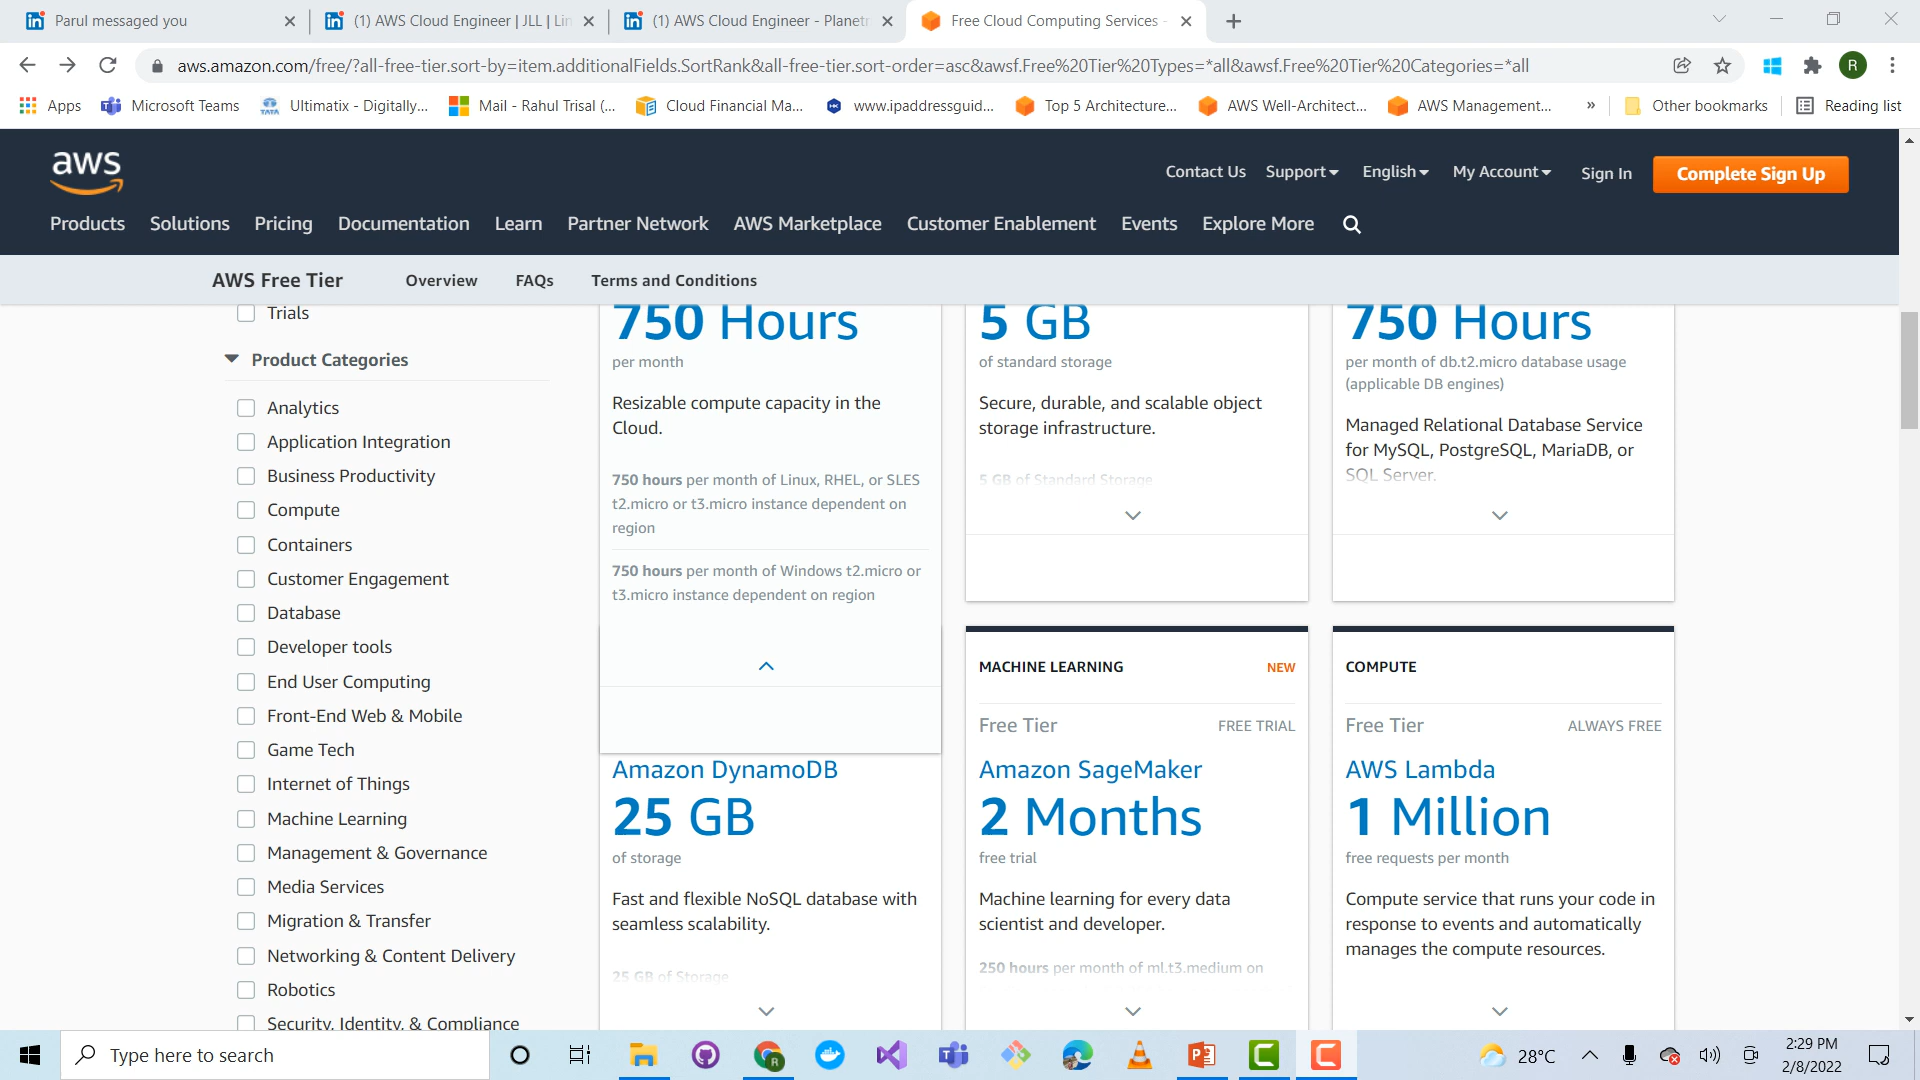 Parul messaged you
(1) AWS Cloud Engineer | JLL | Lin
(1) AWS Cloud Engineer - Planetr
Free Cloud Computing Services -
aws.amazon.com/free/?all-free-tier.sort-by=item.additionalFields.SortRank&all-free-tier.sort-order=asc&awsf.Free%20Tier%20Types=*all&awsf.Free%20Tier%20Categories=*all
R
Apps
Microsoft Teams
Ultimatix - Digitally...
Mail - Rahul Trisal (...
Cloud Financial Ma...
www.ipaddressguid...
Top 5 Architecture...
AWS Well-Architect...
AWS Management...
»
Other bookmarks
Reading list
aws
Contact Us
Support
English
My Account
Sign In
Complete Sign Up
Products
Solutions
Pricing
Documentation
Learn
Partner Network
AWS Marketplace
Customer Enablement
Events
Explore More
AWS Free Tier
Overview
FAQs
Terms and Conditions
Trials
Product Categories
Analytics
Application Integration
Business Productivity
Compute
Containers
Customer Engagement
Database
Developer tools
End User Computing
Front-End Web & Mobile
Game Tech
Internet of Things
Machine Learning
Management & Governance
Media Services
Migration & Transfer
Networking & Content Delivery
Robotics
Security, Identity, & Compliance
750 Hours
per month
Resizable compute capacity in the
Cloud.
750 hours per month of Linux, RHEL, or SLES
t2.micro or t3.micro instance dependent on
region
750 hours per month of Windows t2.micro or
t3.micro instance dependent on region
5 GB
of standard storage
Secure, durable, and scalable object
storage infrastructure.
5 GB of Standard Storage
750 Hours
per month of db.t2.micro database usage
(applicable DB engines)
Managed Relational Database Service
for MySQL, PostgreSQL, MariaDB, or
SQL Server.
Amazon DynamoDB
25 GB
of storage
Fast and flexible NoSQL database with
seamless scalability.
25 GB of Storage
MACHINE LEARNING
NEW
Free Tier
FREE TRIAL
Amazon SageMaker
2 Months
free trial
Machine learning for every data
scientist and developer.
250 hours per month of ml.t3.medium on
COMPUTE
Free Tier
ALWAYS FREE
AWS Lambda
1 Million
free requests per month
Compute service that runs your code in
response to events and automatically
manages the compute resources.
Type here to search
28°C
2:29 PM
2/8/2022